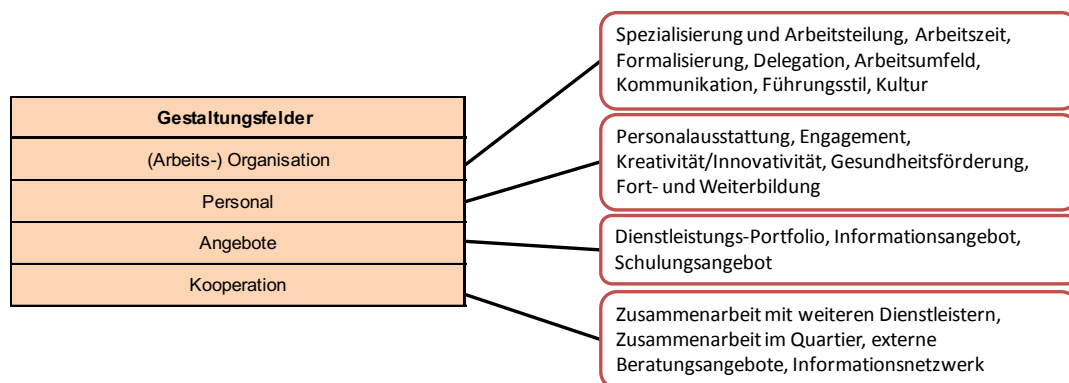 Gestaltungsfelder
(Arbeits-) Organisation
Personal
Angebote
Kooperation
Spezialisierung und Arbeitsteilung, Arbeitszeit,
Formalisierung, Delegation, Arbeitsumfeld,
Kommunikation, Führungsstil, Kultur
Personalausstattung, Engagement,
Kreativität/Innovativität, Gesundheitsförderung,
Fort- und Weiterbildung
Dienstleistungs-Portfolio, Informationsangebot,
Schulungsangebot
Zusammenarbeit mit weiteren Dienstleistern,
Zusammenarbeit im Quartier, externe
Beratungsangebote, Informationsnetzwerk